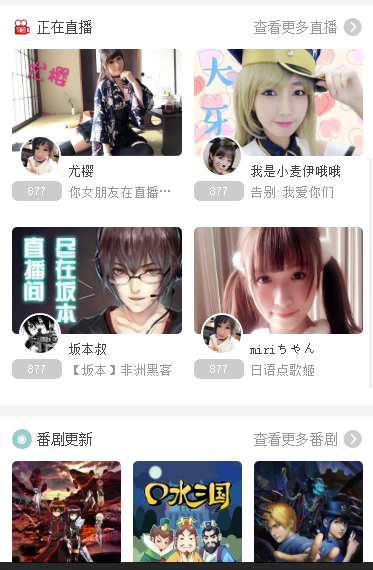 正在直播
查看更多直播
尤樱
大牙
尤樱
877
你女朋友在直播…
我是小麦伊哦哦
877
告别: 我爱你们
直播间
尽在坂本
坂本叔
877
【坂本】非洲黑客
miriちゃん
877
日语点歌姬
番剧更新
查看更多番剧
口水三国